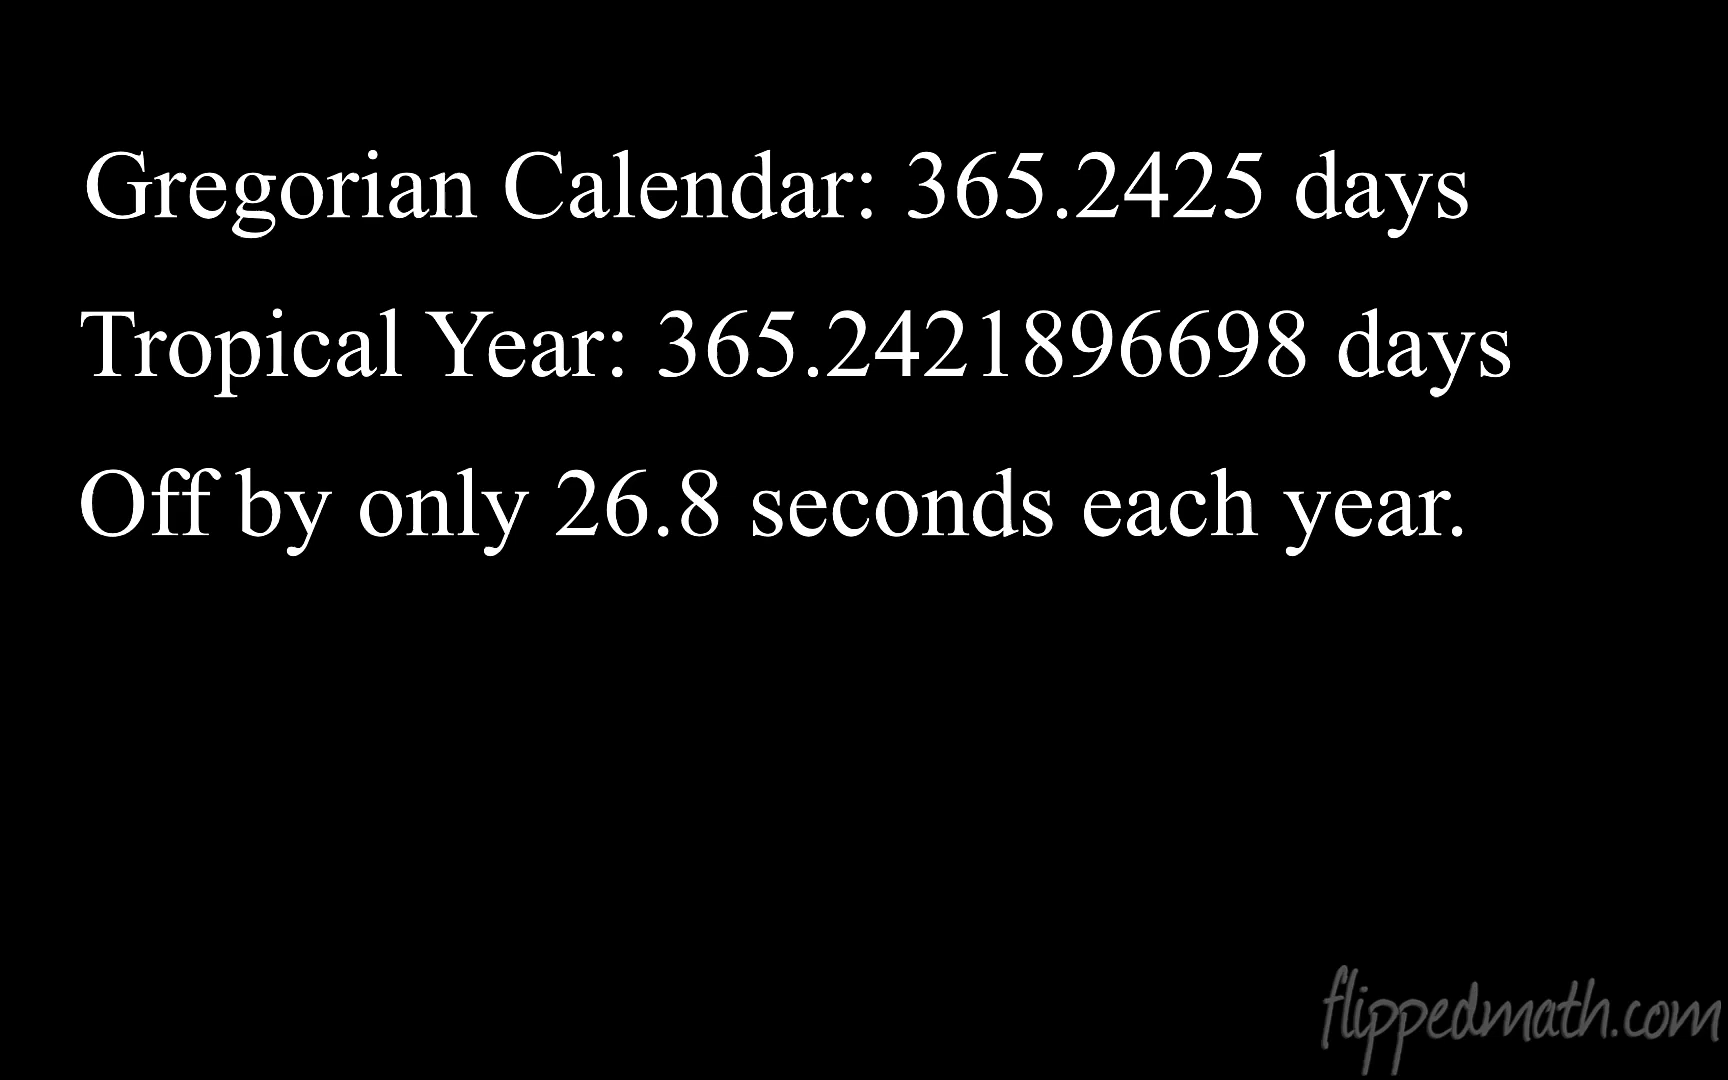 Gregorian Calendar: 365.2425 days
Tropical Year: 365.2421896698 days
Off by only 26.8 seconds each year.
flippedmath.com